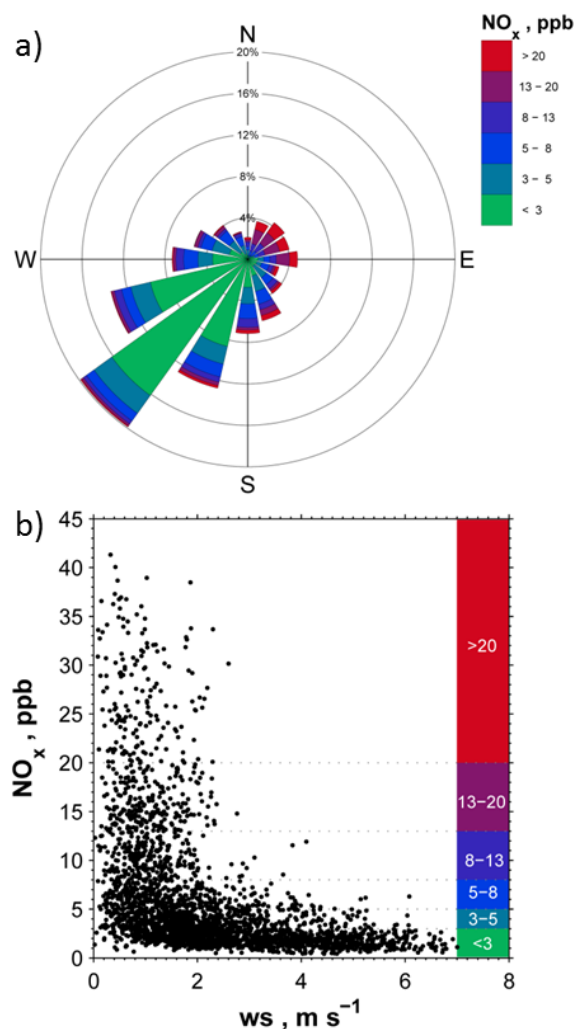 a)
N
NOx , ppb
20%
16%
12%
8%
4%
> 20
13 – 20
8 – 13
5 – 8
3 – 5
< 3
W
E
S
b)
45
40
35
30
25
20
15
10
5
0
NOx , ppb
>20
13–20
8–13
5–8
3–5
<3
0
2
4
6
8
ws , m s⁻¹